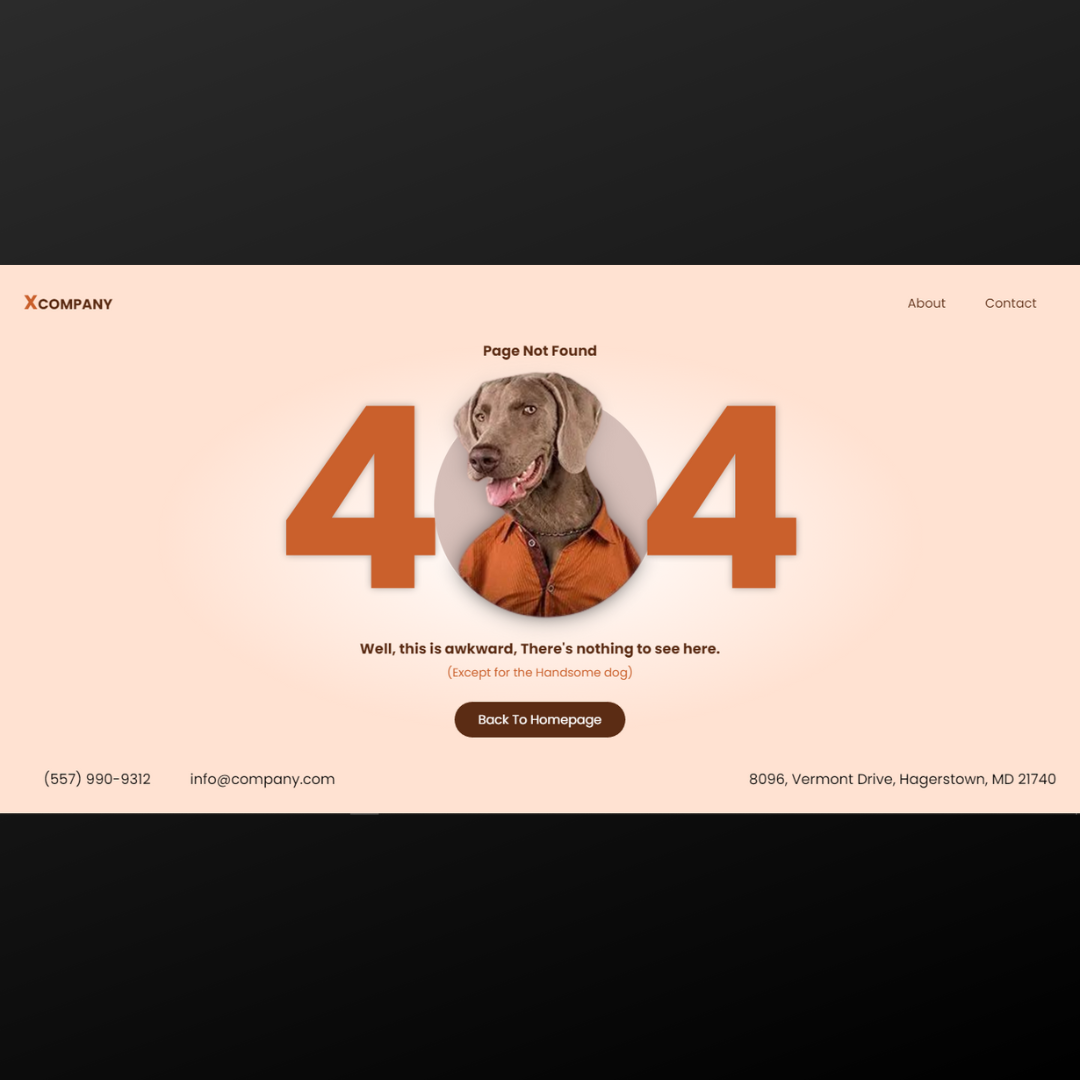 XCOMPANY
About Contact
Page Not Found
4 4
Well, this is awkward, There's nothing to see here.
(Except for the Handsome dog)
Back To Homepage
(557) 990-9312 info@company.com 8096, Vermont Drive, Hagerstown, MD 21740